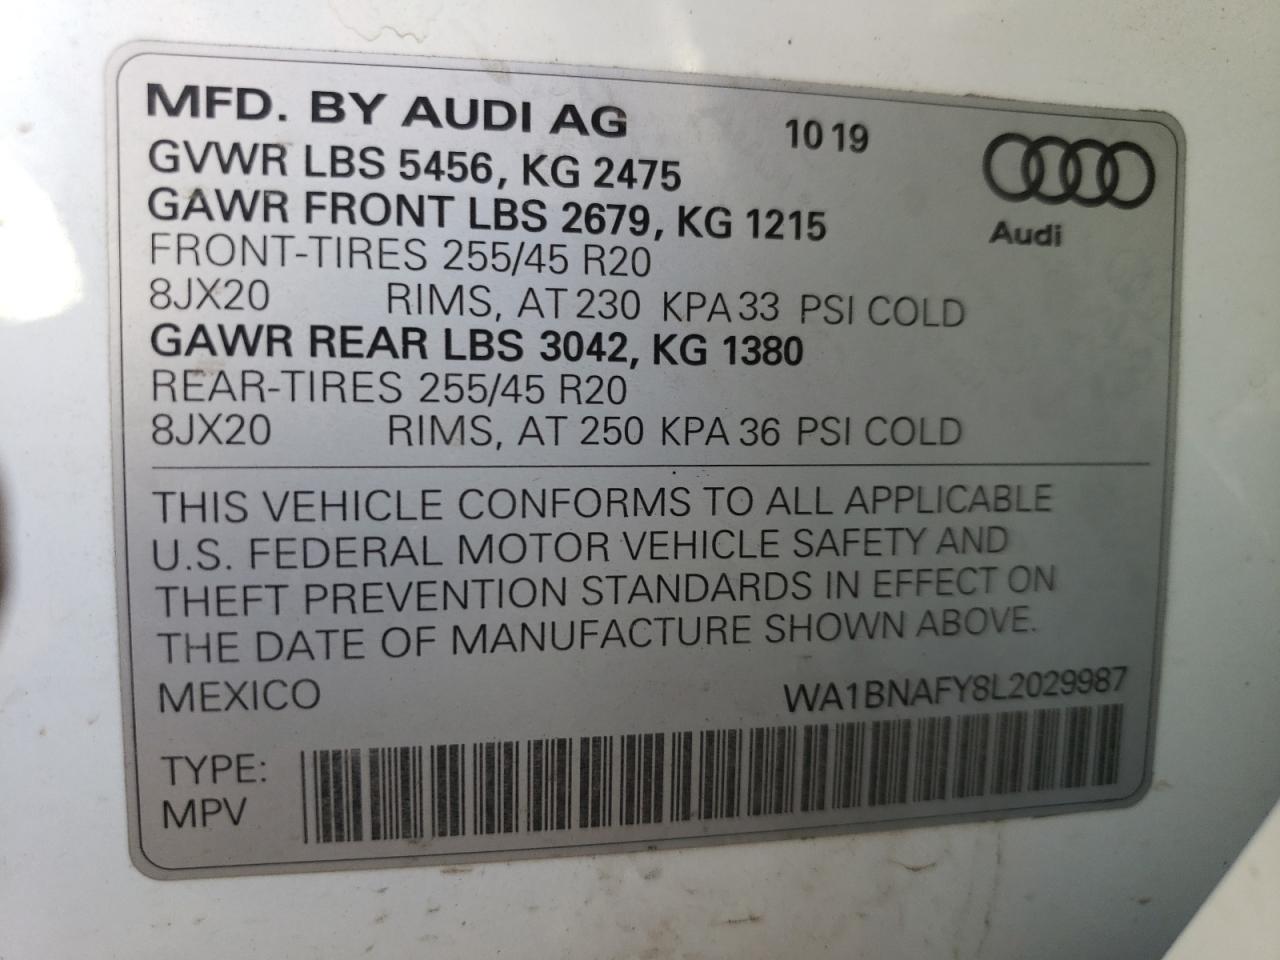 MFD. BY AUDI AG 10 19
GVWR LBS 5456, KG 2475
GAWR FRONT LBS 2679, KG 1215
Audi
FRONT-TIRES 255/45 R20
8JX20 RIMS, AT 230 KPA 33 PSI COLD
GAWR REAR LBS 3042, KG 1380
REAR-TIRES 255/45 R20
8JX20 RIMS, AT 250 KPA 36 PSI COLD
THIS VEHICLE CONFORMS TO ALL APPLICABLE
U.S. FEDERAL MOTOR VEHICLE SAFETY AND
THEFT PREVENTION STANDARDS IN EFFECT ON
THE DATE OF MANUFACTURE SHOWN ABOVE.
MEXICO WA1BNAFY8L2029987
TYPE:
MPV